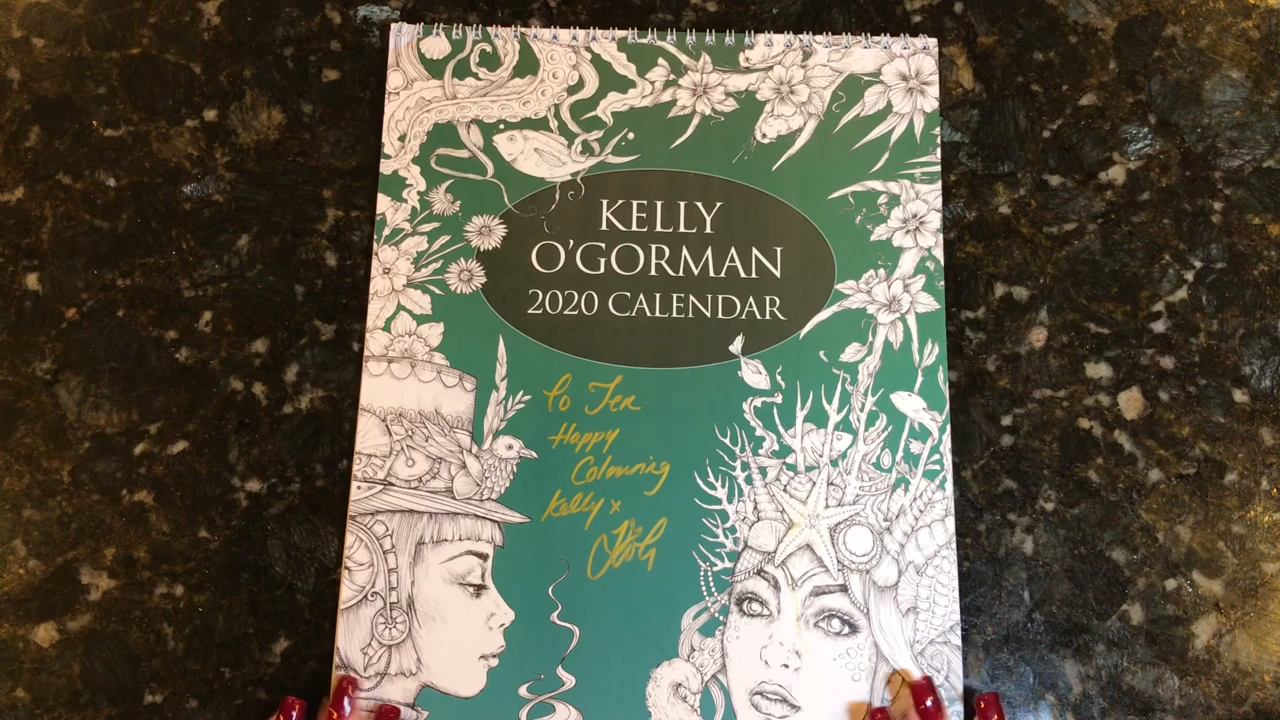 KELLY
O'GORMAN
2020 CALENDAR
To Jen
Happy
Colouring
Kelly x